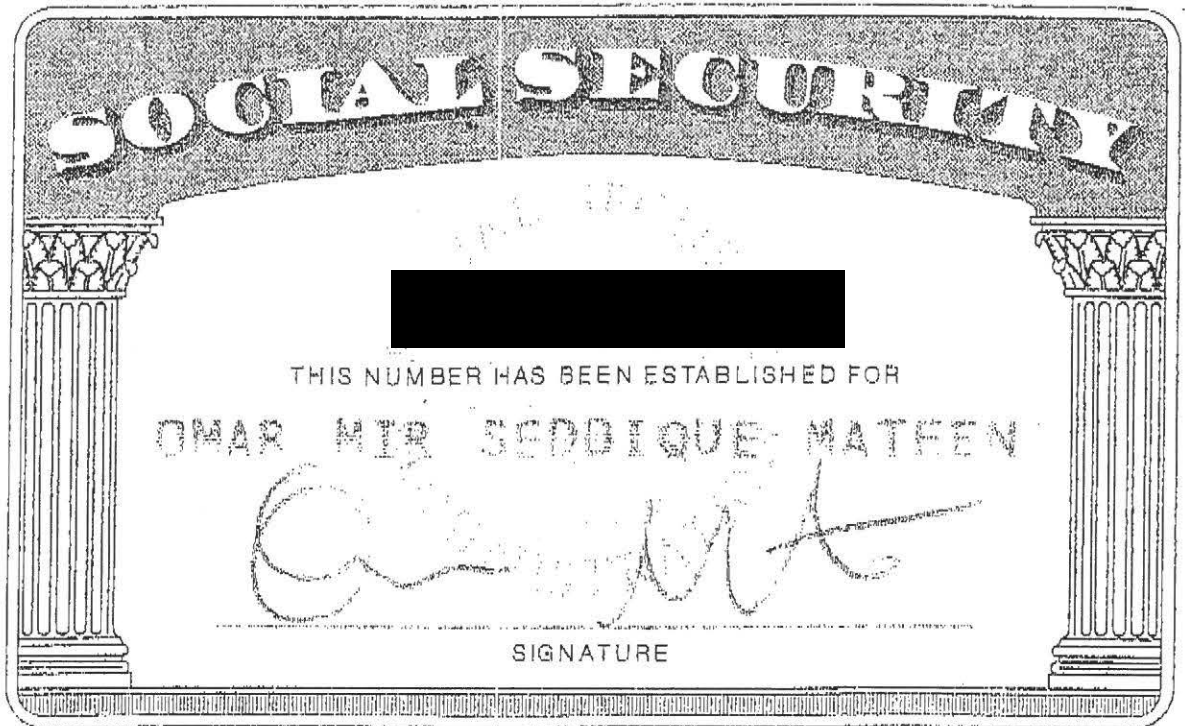 SOCIAL SECURITY
THIS NUMBER HAS BEEN ESTABLISHED FOR
OMAR MIR SEDDIQUE MATEEN
SIGNATURE